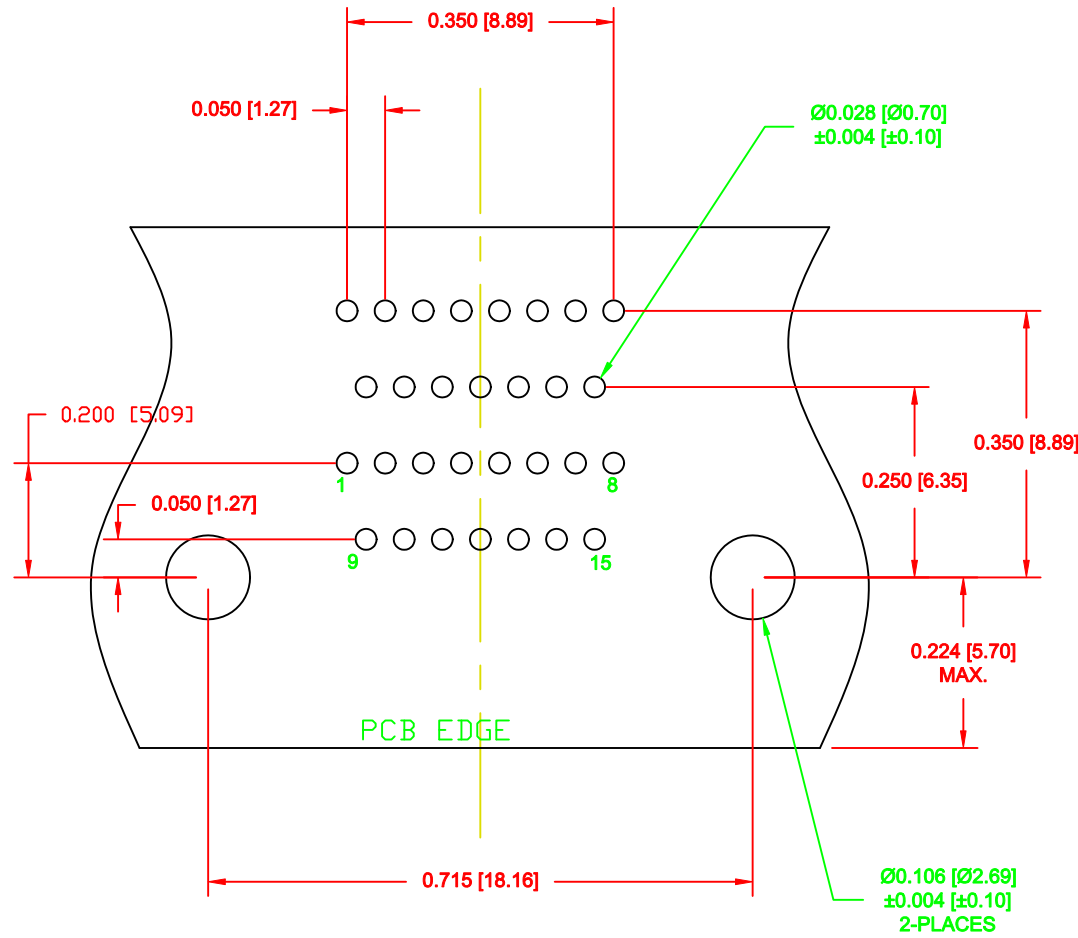 0.350 [8.89]
0.050 [1.27]
Ø0.028 [Ø0.70]
±0.004 [±0.10]
0.200 [5.09]
1
8
0.350 [8.89]
0.250 [6.35]
0.050 [1.27]
9
15
0.224 [5.70]
MAX.
PCB EDGE
0.715 [18.16]
Ø0.106 [Ø2.69]
±0.004 [±0.10]
2-PLACES